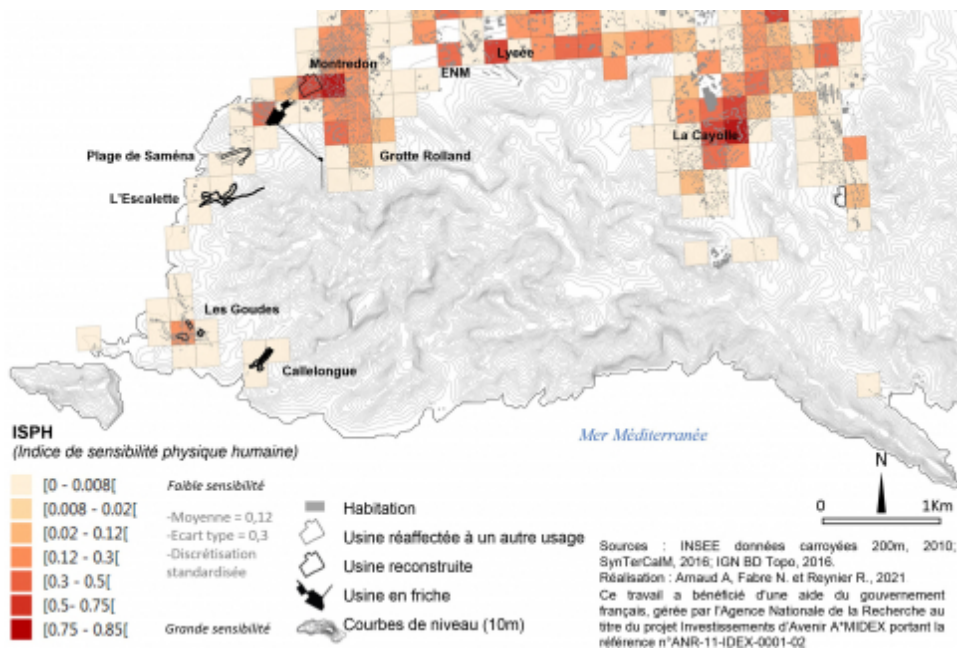 Lycée
Montredon
ENM
La Cayolle
Plage de Saména
Grotte Rolland
L'Escalette
Les Goudes
Callelongue
ISPH
(Indice de sensibilité physique humaine)
Mer Méditerranée
N
0 1Km
[0 - 0.008[ Faible sensibilité
[0.008 - 0.02[
[0.02 - 0.12[
[0.12 - 0.3[
[0.3 - 0.5[
[0.5- 0.75[
[0.75 - 0.85[ Grande sensibilité
-Moyenne = 0,12
-Ecart type = 0,3
-Discrétisation
standardisée
Habitation
Usine réaffectée à un autre usage
Usine reconstruite
Usine en friche
Courbes de niveau (10m)
Sources : INSEE données carroyées 200m, 2010;
SynTerCalM, 2016; IGN BD Topo, 2016.
Réalisation : Arnaud A, Fabre N. et Reynier R., 2021
Ce travail a bénéficié d'une aide du gouvernement
français, gérée par l'Agence Nationale de la Recherche au
titre du projet Investissements d'Avenir A*MIDEX portant la
référence n°ANR-11-IDEX-0001-02